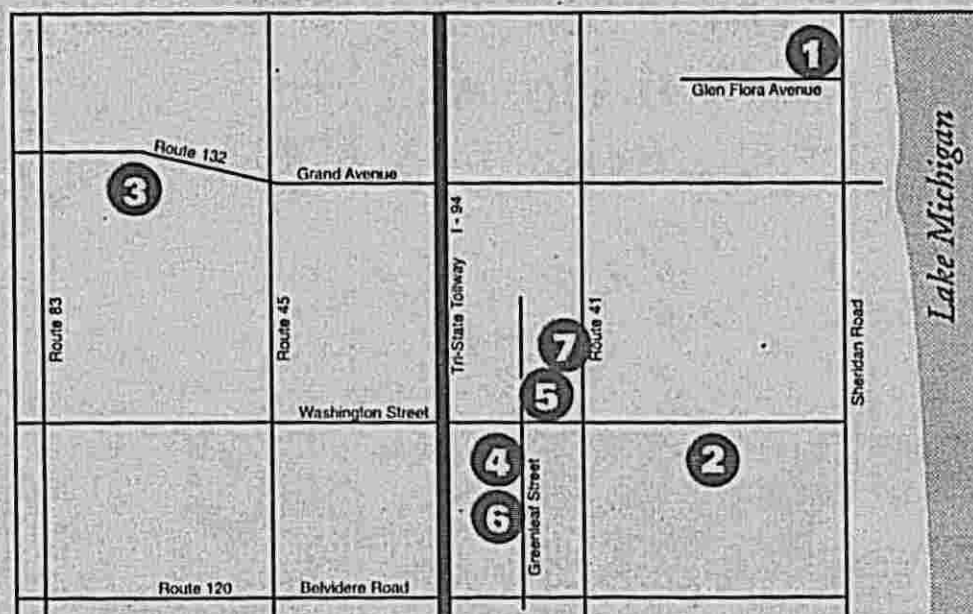 1
Glen Flora Avenue
Lake Michigan
Route 132
3
Grand Avenue
Tri-State Tollway I - 94
Route 83
Route 45
7
Route 41
Sheridan Road
5
Washington Street
4
2
6
Greenleaf Street
Route 120
Belvidere Road